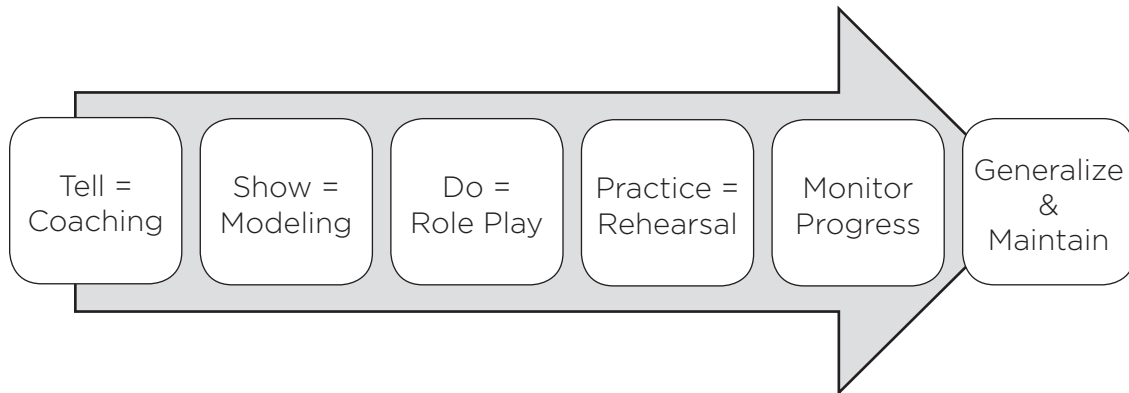 Tell =
Coaching
Show =
Modeling
Do =
Role Play
Practice =
Rehearsal
Monitor
Progress
Generalize
&
Maintain